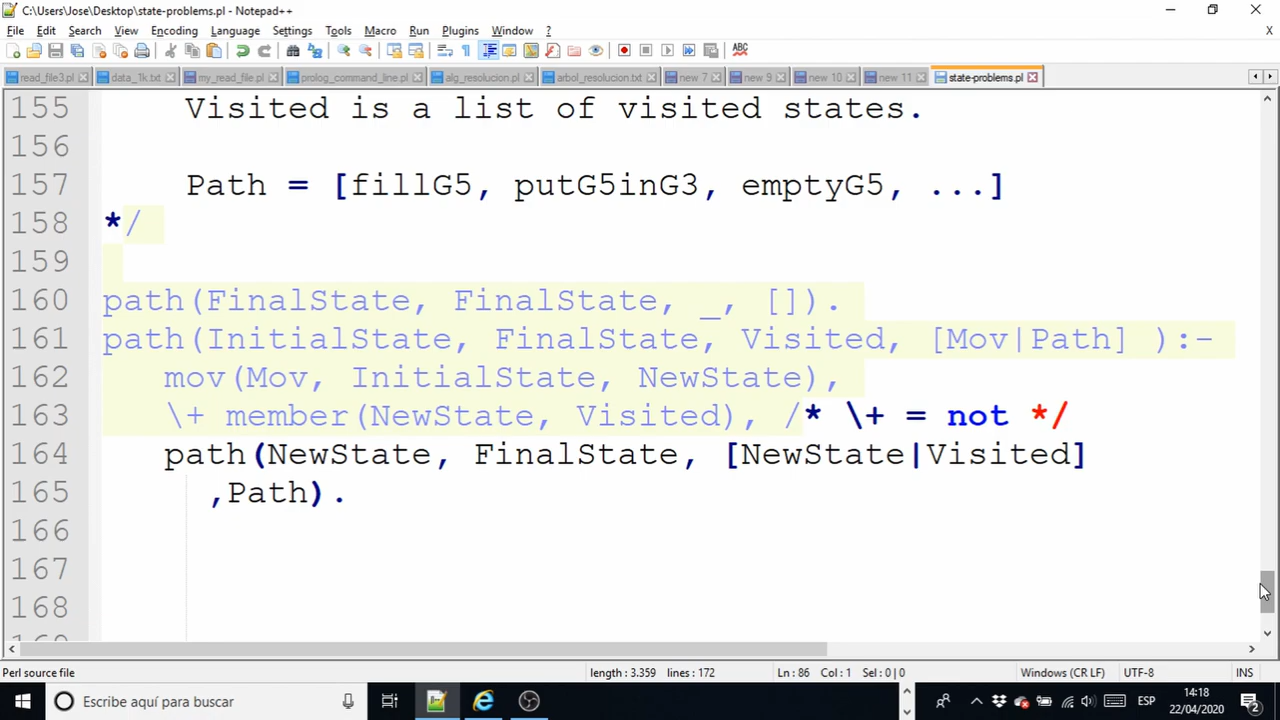 C:\Users\Jose\Desktop\state-problems.pl - Notepad++
File Edit Search View Encoding Language Settings Tools Macro Run Plugins Window ?
X
read_file3.pl data_1k.txt my_read_file.pl prolog_command_line.pl alg_resolucion.pl arbol_resolucion.txt new 7 new 9 new 10 new 11 state-problems.pl
155 Visited is a list of visited states.
156
157 Path = [fillG5, putG5inG3, emptyG5, ...]
158 */
159
160 path(FinalState, FinalState, _, []).
161 path(InitialState, FinalState, Visited, [Mov|Path] ):-
162 mov(Mov, InitialState, NewState),
163 \+ member(NewState, Visited), /* \+ = not */
164 path(NewState, FinalState, [NewState|Visited]
165 ,Path).
166
167
168
Perl source file length : 3.359 lines : 172 Ln : 86 Col : 1 Sel : 0 | 0 Windows (CR LF) UTF-8 INS
Escribe aquí para buscar ESP 14:18
22/04/2020 2